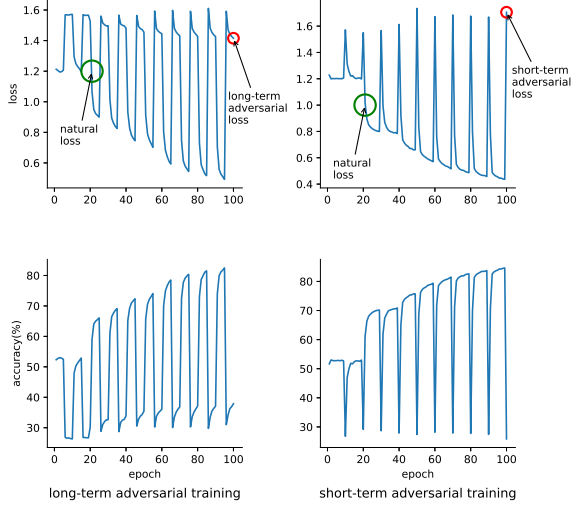 1.6
1.4
1.2
1.0
0.8
0.6
loss
natural
loss
long-term
adversarial
loss
0 20 40 60 80 100
1.6
1.4
1.2
1.0
0.8
0.6
0.4
natural
loss
short-term
adversarial
loss
0 20 40 60 80 100
80
70
60
50
40
30
accuracy(%)
0 20 40 60 80 100
epoch
long-term adversarial training
80
70
60
50
40
30
0 20 40 60 80 100
epoch
short-term adversarial training